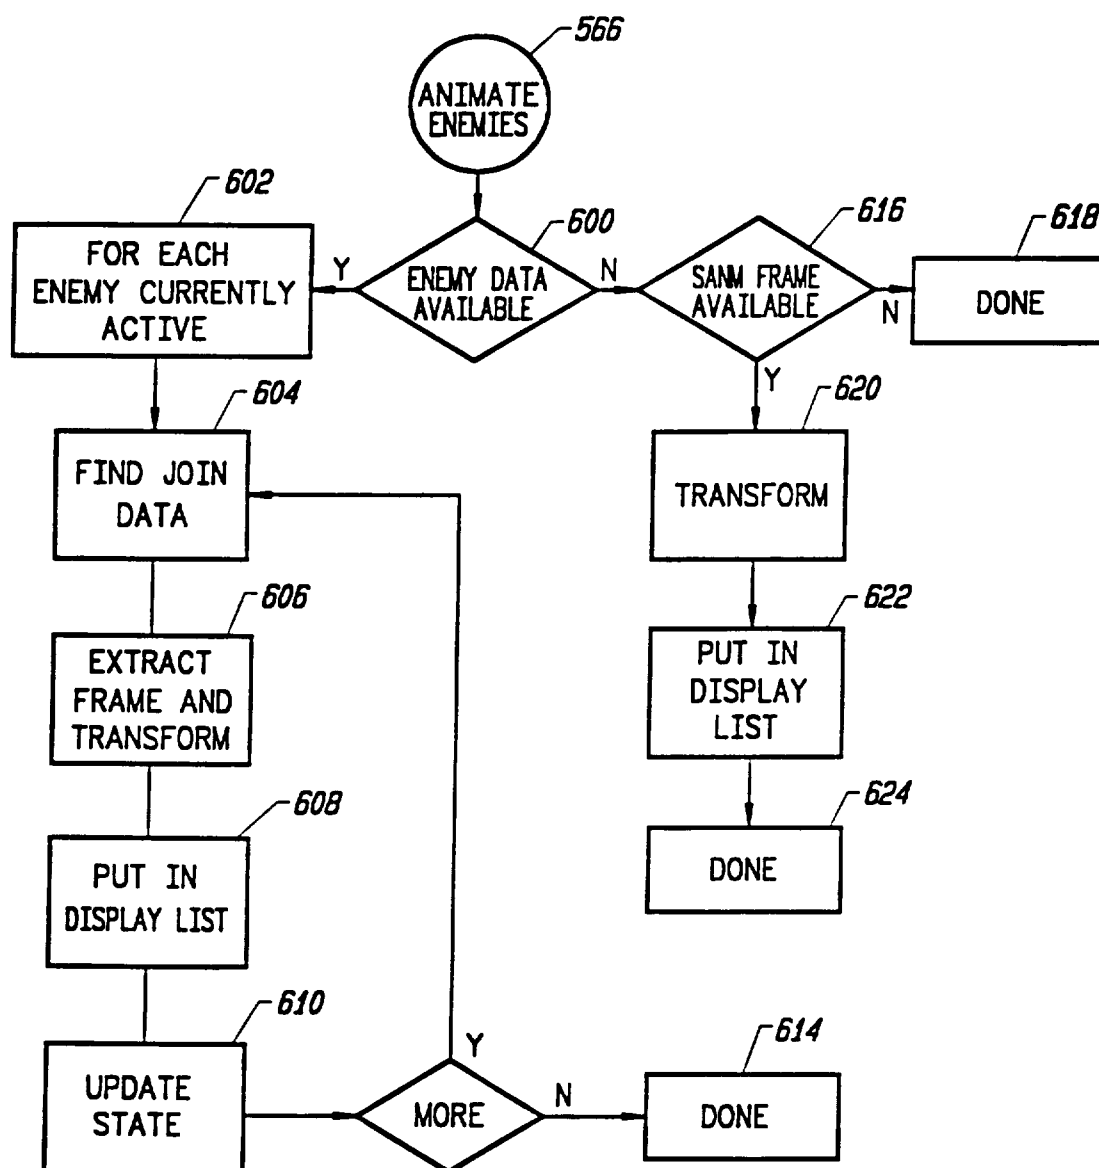 566
ANIMATE
ENEMIES
602
FOR EACH
ENEMY CURRENTLY
ACTIVE
Y
600
ENEMY DATA
AVAILABLE
N
616
SANM FRAME
AVAILABLE
N
618
DONE
Y
604
FIND JOIN
DATA
620
TRANSFORM
606
EXTRACT
FRAME AND
TRANSFORM
622
PUT IN
DISPLAY
LIST
608
PUT IN
DISPLAY LIST
624
DONE
610
UPDATE
STATE
Y
MORE
N
614
DONE